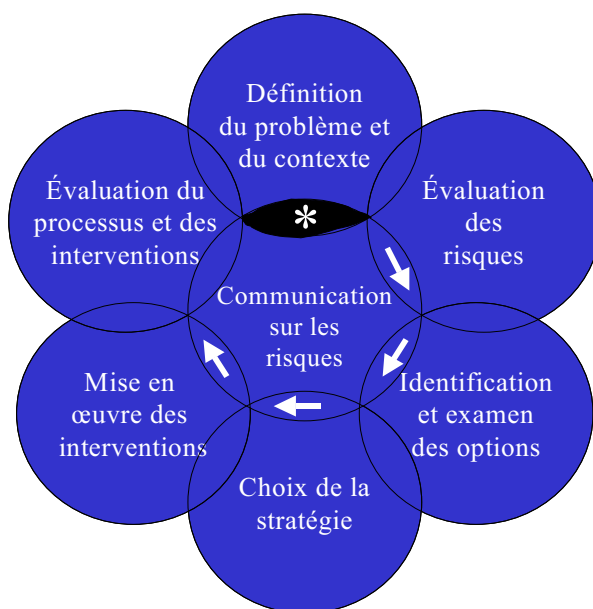 Définition
du problème et
du contexte
*
Évaluation
des
risques
Identification
et examen
des options
Choix de la
stratégie
Mise en
œuvre des
interventions
Évaluation du
processus et des
interventions
Communication
sur les
risques